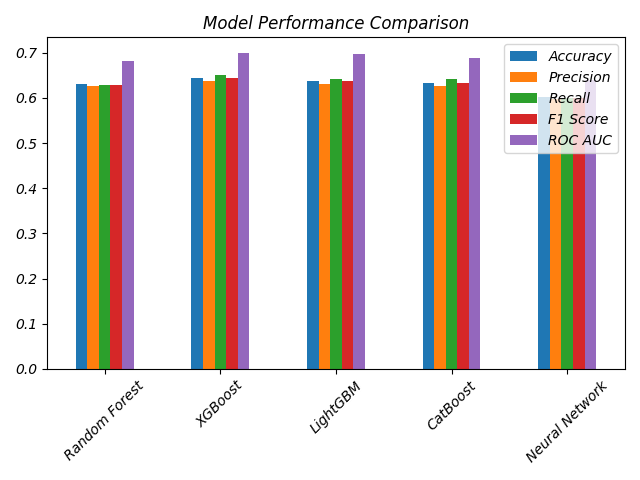 Model Performance Comparison
0.7
0.6
0.5
0.4
0.3
0.2
0.1
0.0
Accuracy
Precision
Recall
F1 Score
ROC AUC
Random Forest
XGBoost
LightGBM
CatBoost
Neural Network